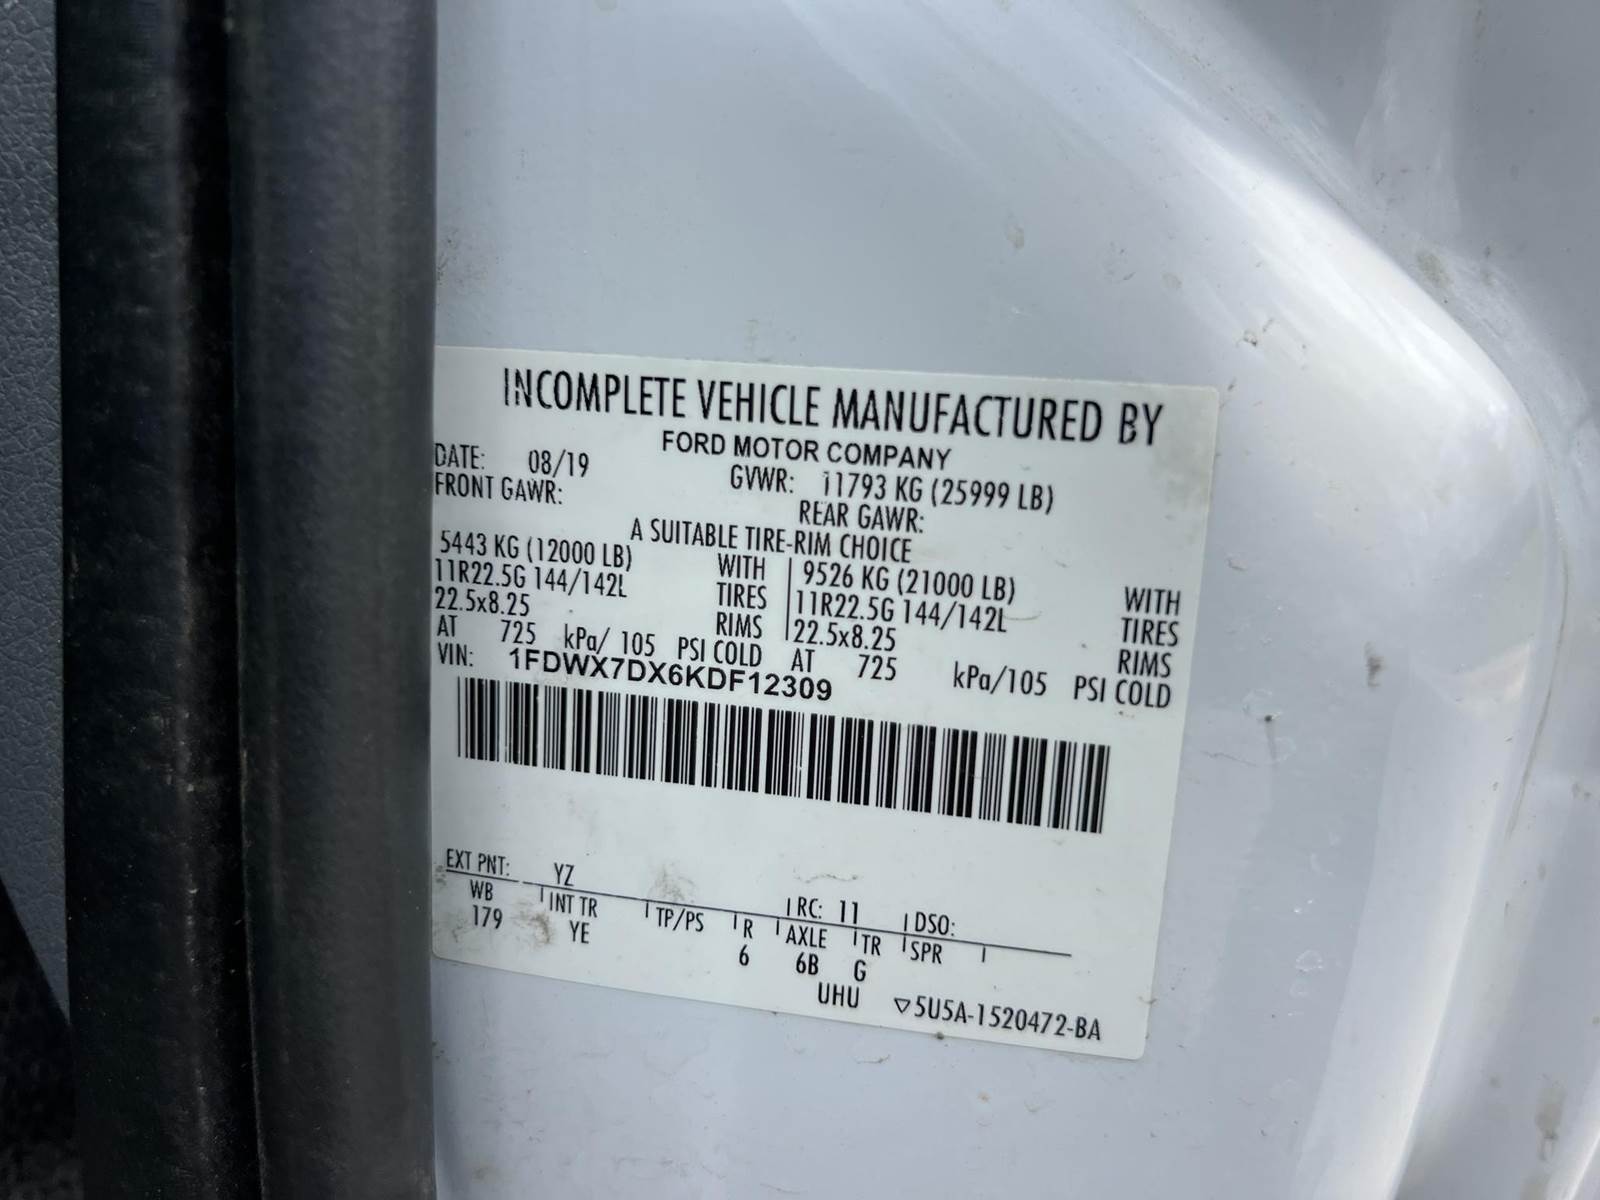 INCOMPLETE VEHICLE MANUFACTURED BY
FORD MOTOR COMPANY
DATE: 08/19 GVWR: 11793 KG (25999 LB)
FRONT GAWR: REAR GAWR:
A SUITABLE TIRE-RIM CHOICE
5443 KG (12000 LB) WITH 9526 KG (21000 LB) WITH
11R22.5G 144/142L TIRES 11R22.5G 144/142L TIRES
22.5x8.25 RIMS 22.5x8.25 RIMS
AT 725 kPa/ 105 PSI COLD AT 725 kPa/105 PSI COLD
VIN: 1FDWX7DX6KDF12309
EXT PNT: YZ RC: 11 DSO:
WB INT TR TP/PS R AXLE TR SPR
179 YE 6 6B G
UHU ▽5U5A-1520472-BA